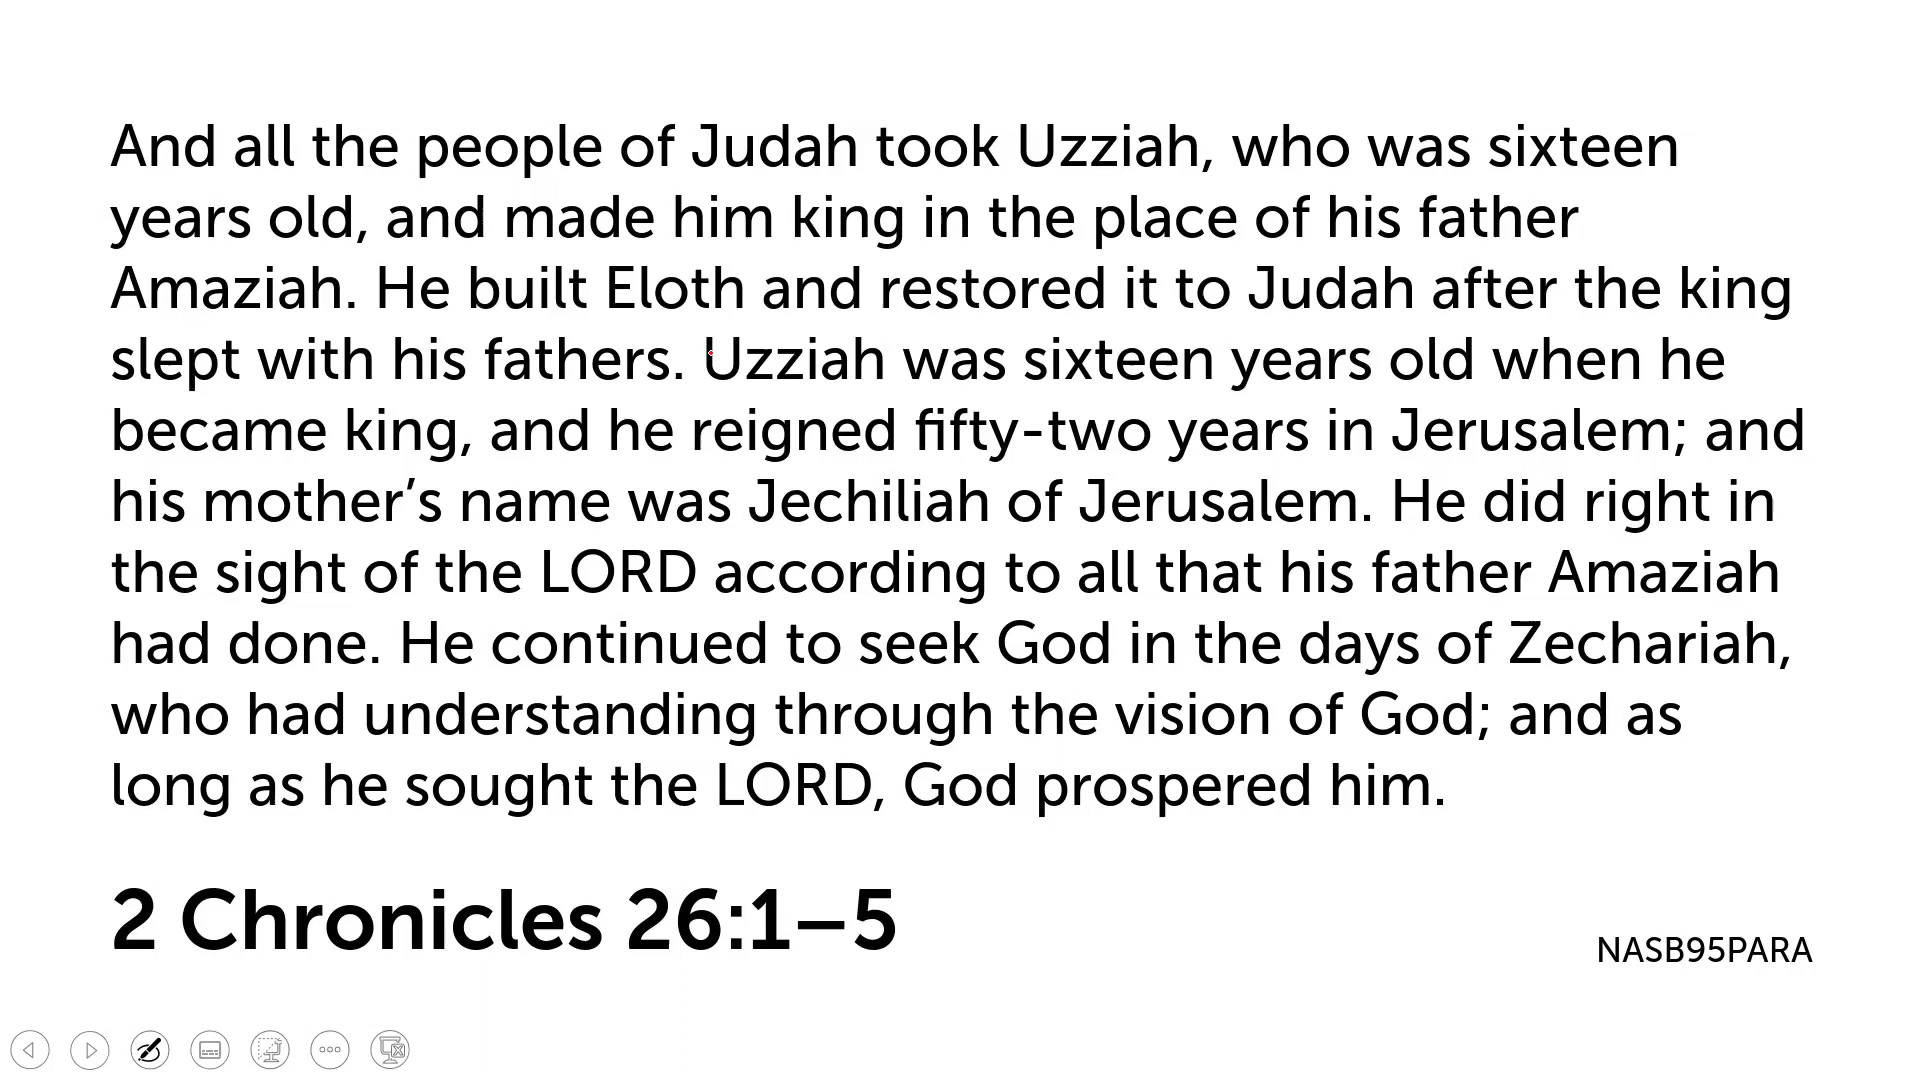 And all the people of Judah took Uzziah, who was sixteen
years old, and made him king in the place of his father
Amaziah. He built Eloth and restored it to Judah after the king
slept with his fathers. Uzziah was sixteen years old when he
became king, and he reigned fifty-two years in Jerusalem; and
his mother’s name was Jechiliah of Jerusalem. He did right in
the sight of the LORD according to all that his father Amaziah
had done. He continued to seek God in the days of Zechariah,
who had understanding through the vision of God; and as
long as he sought the LORD, God prospered him.
2 Chronicles 26:1–5
NASB95PARA